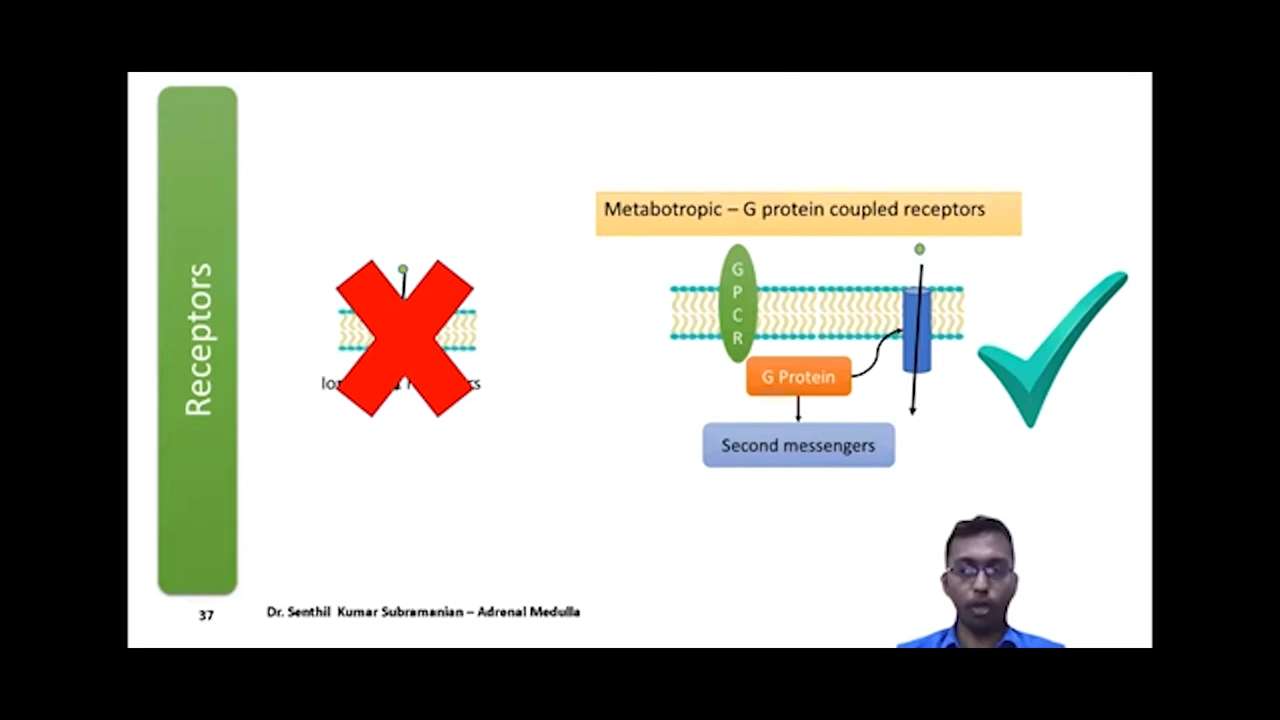 Receptors
Metabotropic – G protein coupled receptors
G
P
C
R
G Protein
Second messengers
37
Dr. Senthil Kumar Subramanian – Adrenal Medulla